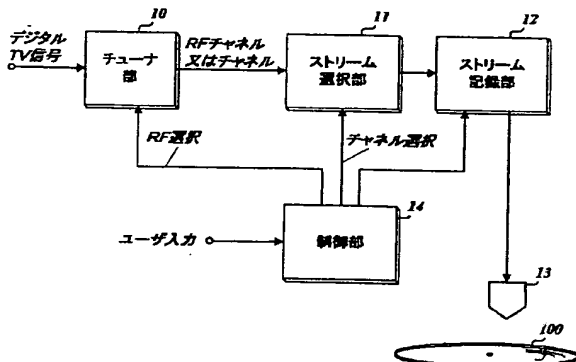 10
11
12
デジタル
TV信号
チューナ
部
RFチャネル
又はチャネル
ストリーム
選択部
ストリーム
記録部
RF選択
チャネル選択
14
ユーザ入力
制御部
13
100